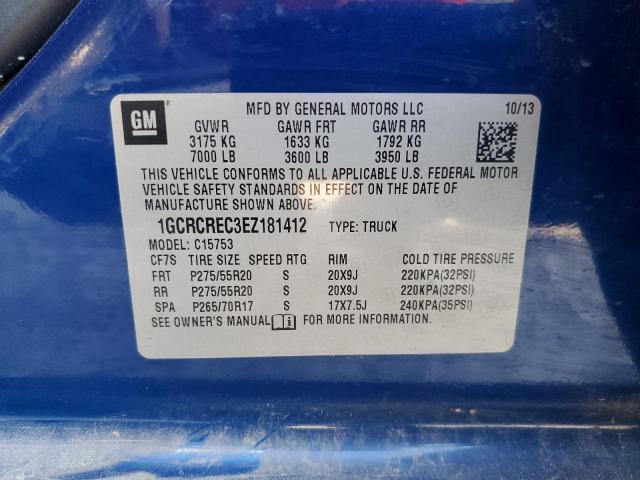 GM
MFD BY GENERAL MOTORS LLC 10/13
GVWR GAWR FRT GAWR RR
3175 KG 1633 KG 1792 KG
7000 LB 3600 LB 3950 LB
THIS VEHICLE CONFORMS TO ALL APPLICABLE U.S. FEDERAL MOTOR
VEHICLE SAFETY STANDARDS IN EFFECT ON THE DATE OF
MANUFACTURE SHOWN ABOVE.
1GCRCREC3EZ181412 TYPE: TRUCK
MODEL: C15753
CF7S TIRE SIZE SPEED RTG RIM COLD TIRE PRESSURE
FRT P275/55R20 S 20X9J 220KPA(32PSI)
RR P275/55R20 S 20X9J 220KPA(32PSI)
SPA P265/70R17 S 17X7.5J 240KPA(35PSI)
SEE OWNER'S MANUAL FOR MORE INFORMATION.